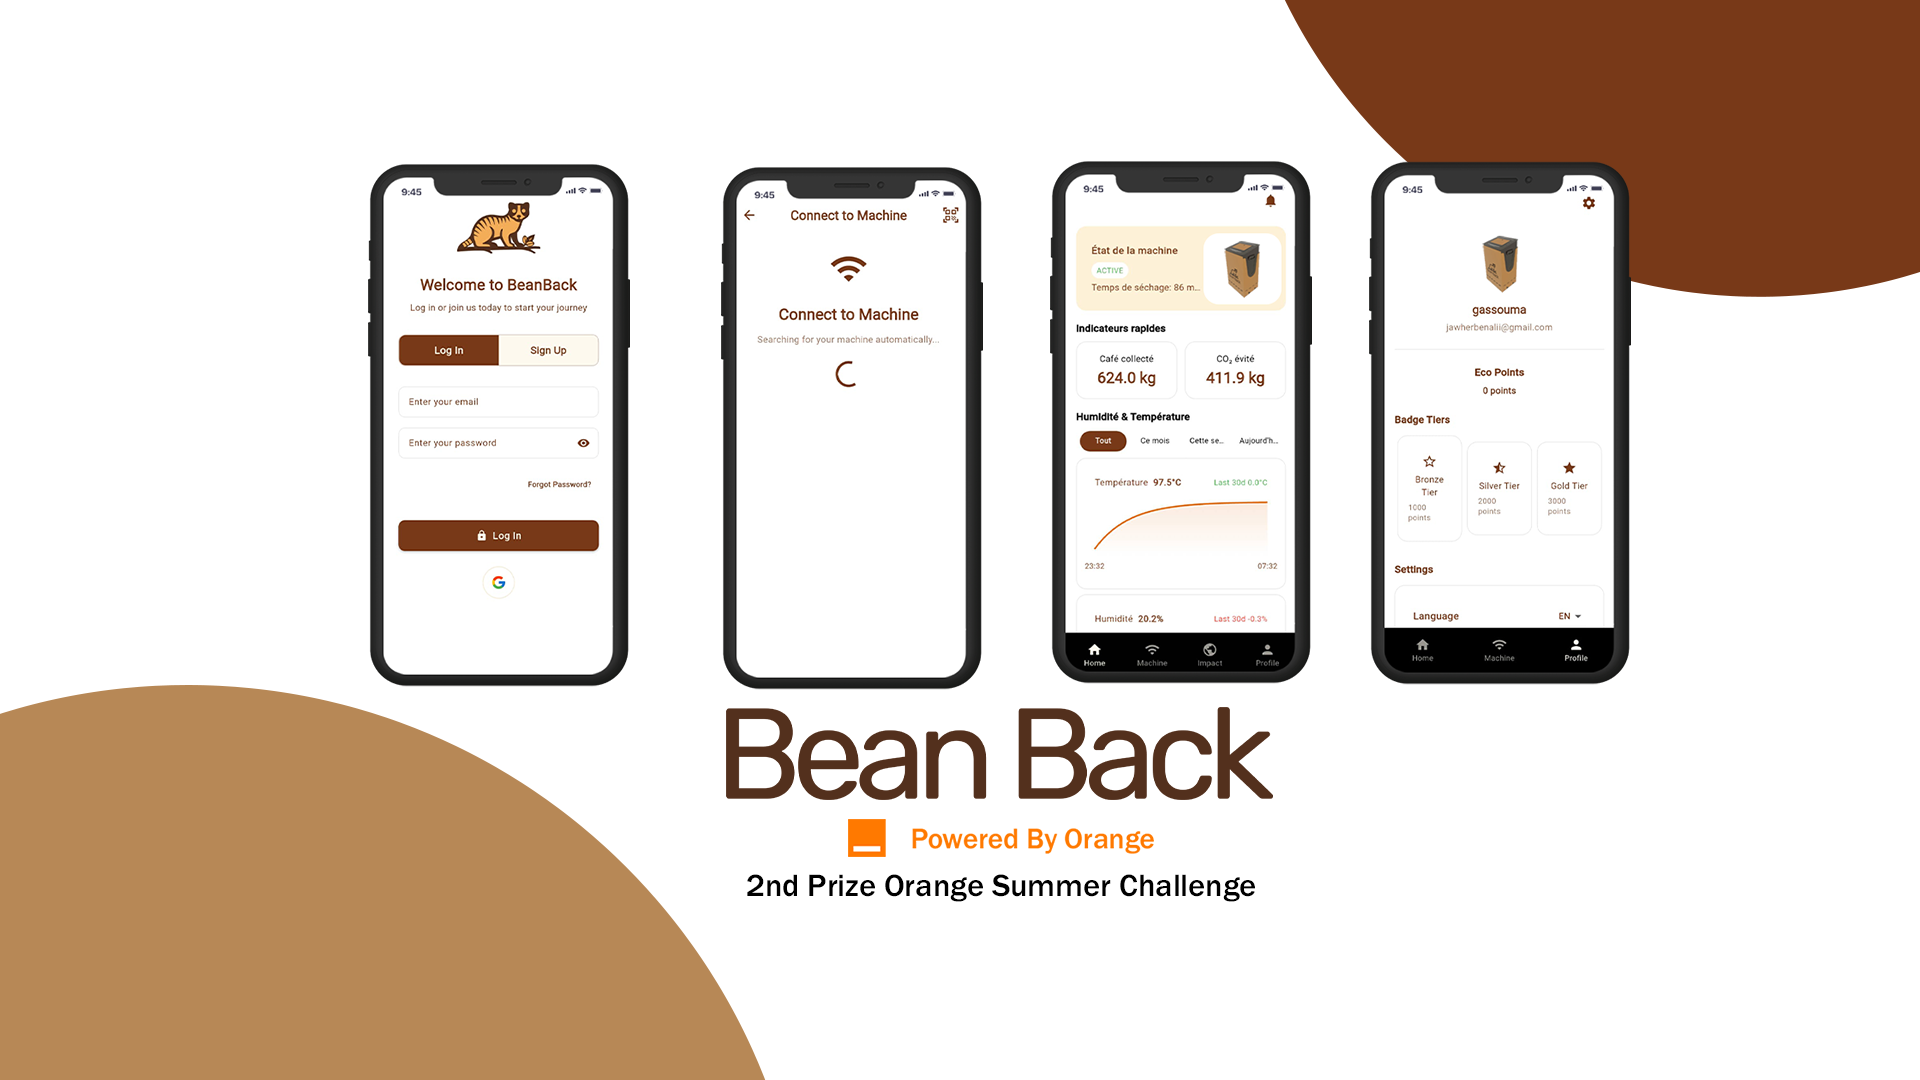 9:45
Welcome to BeanBack
Log in or join us today to start your journey
Log In
Sign Up
Enter your email
Enter your password
Forgot Password?
Log In
9:45
Connect to Machine
Connect to Machine
Searching for your machine automatically...
9:45
État de la machine
ACTIVE
Temps de séchage: 86 m...
Indicateurs rapides
Café collecté
624.0 kg
CO₂ évité
411.9 kg
Humidité & Température
Tout
Ce mois
Cette se...
Aujourd'h...
Température 97.5°C
Last 30d 0.0°C
23:32
07:32
Humidité 20.2%
Last 30d -0.3%
Home
Machine
Impact
Profile
9:45
gassouma
jawherbenalii@gmail.com
Eco Points
0 points
Badge Tiers
Bronze
Tier
1000
points
Silver Tier
2000
points
Gold Tier
3000
points
Settings
Language
EN
Home
Machine
Profile
Bean Back
Powered By Orange
2nd Prize Orange Summer Challenge